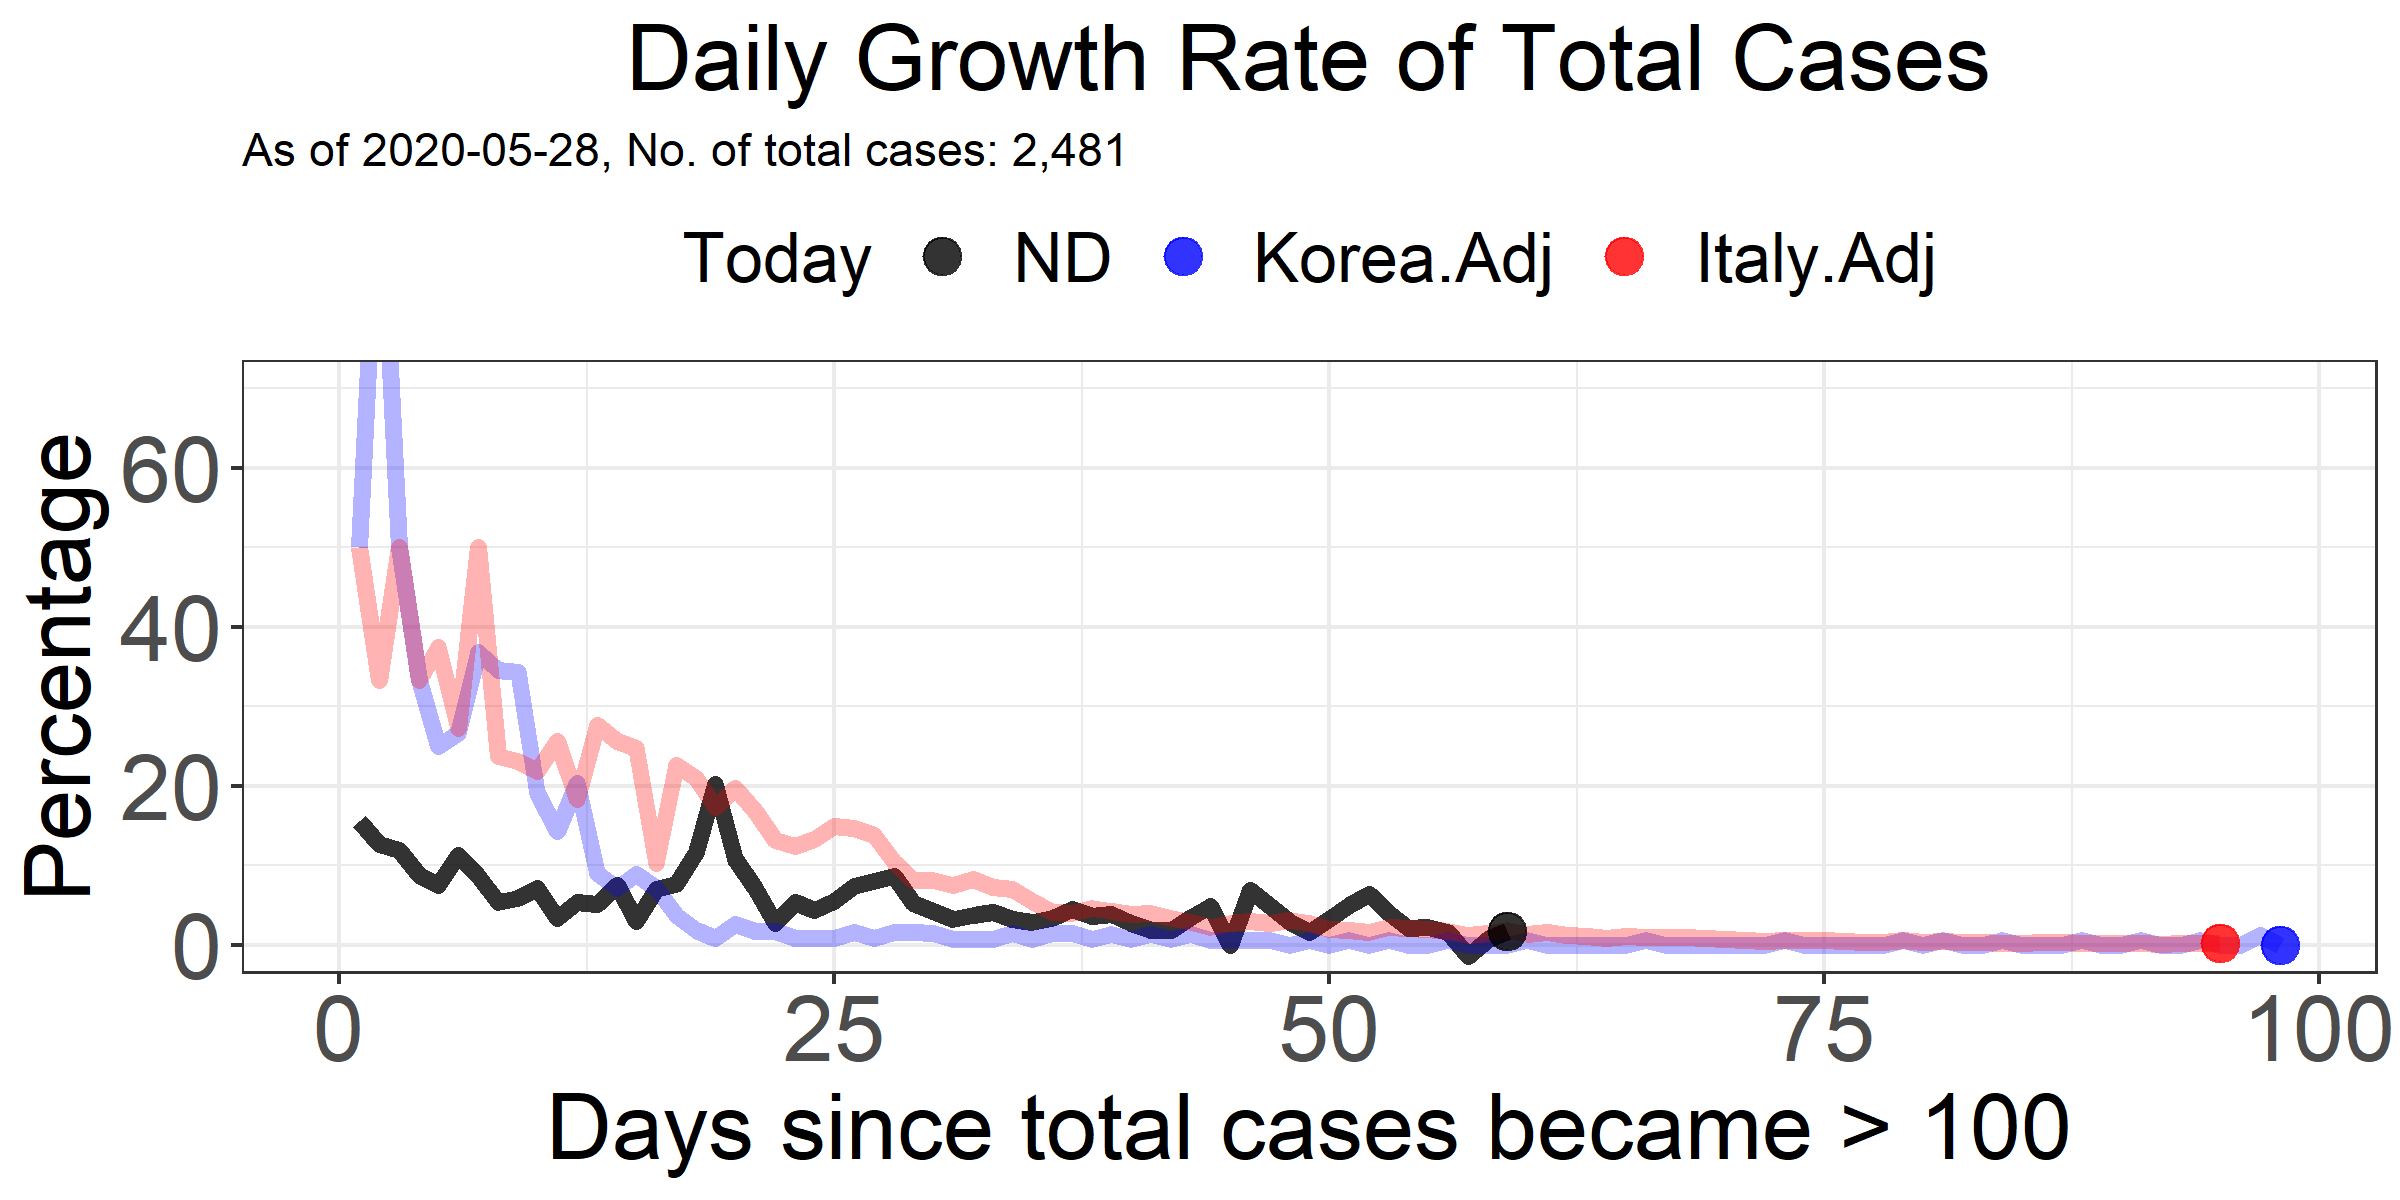 Daily Growth Rate of Total Cases
As of 2020-05-28, No. of total cases: 2,481
Today ND Korea.Adj Italy.Adj
Percentage
60
40
20
0
0 25 50 75 100
Days since total cases became > 100